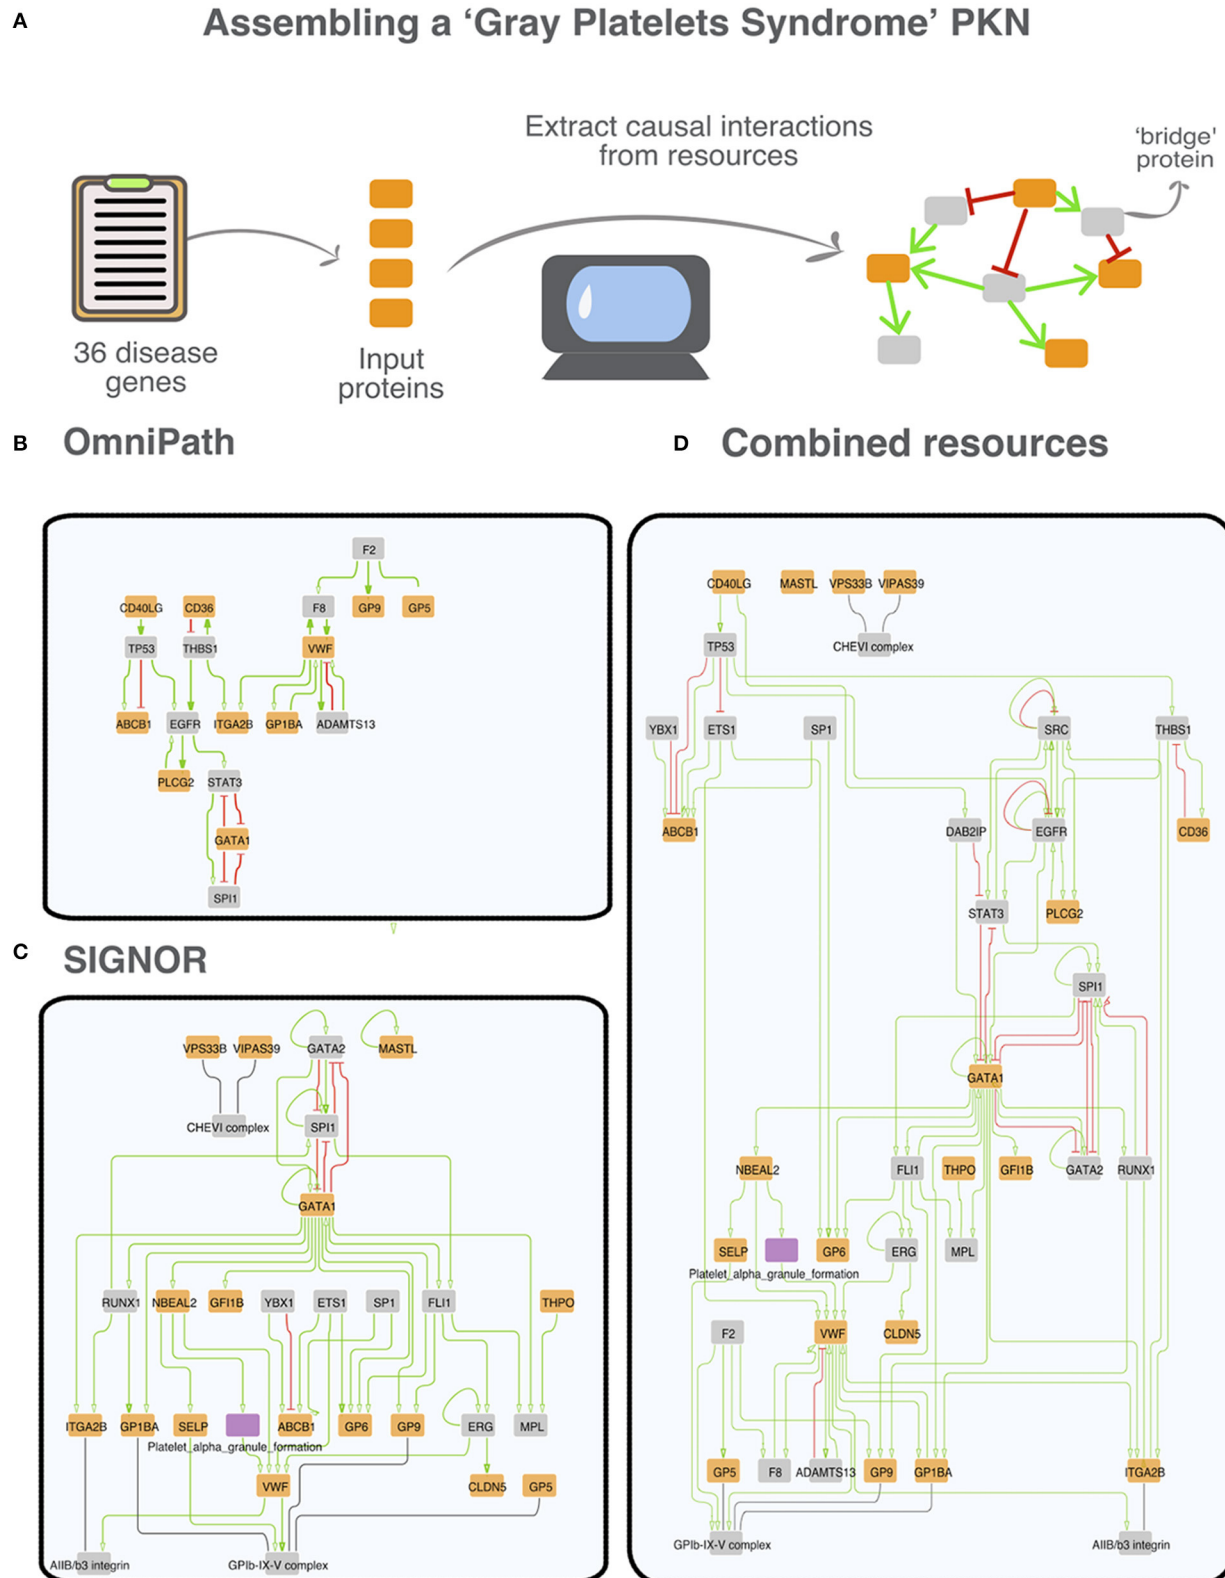 A
Assembling a ‘Gray Platelets Syndrome’ PKN
Extract causal interactions
from resources
‘bridge'
protein
36 disease
genes
Input
proteins
B
OmniPath
F2
CD40LG
CD36
F8
GP9
GP5
TP53
THBS1
VWF
ABCB1
EGFR
ITGA2B
GP1BA
ADAMTS13
PLCG2
STAT3
GATA1
SPI1
C
SIGNOR
VPS33B
VIPAS39
GATA2
MASTL
CHEVI complex
SPI1
GATA1
RUNX1
NBEAL2
GFI1B
YBX1
ETS1
SP1
FLI1
THPO
ITGA2B
GP1BA
SELP
ABCB1
GP6
GP9
ERG
MPL
Platelet_alpha_granule_formation
VWF
CLDN5
GP5
AIIB/b3 integrin
GPIb-IX-V complex
D
Combined resources
CD40LG
MASTL
VPS33B
VIPAS39
TP53
CHEVI complex
YBX1
ETS1
SP1
SRC
THBS1
ABCB1
DAB2IP
EGFR
CD36
STAT3
PLCG2
SPI1
GATA1
NBEAL2
FLI1
THPO
GFI1B
GATA2
RUNX1
SELP
GP6
ERG
MPL
Platelet_alpha_granule_formation
F2
VWF
CLDN5
GP5
F8
ADAMTS13
GP9
GP1BA
ITGA2B
GPIb-IX-V complex
AIIB/b3 integrin